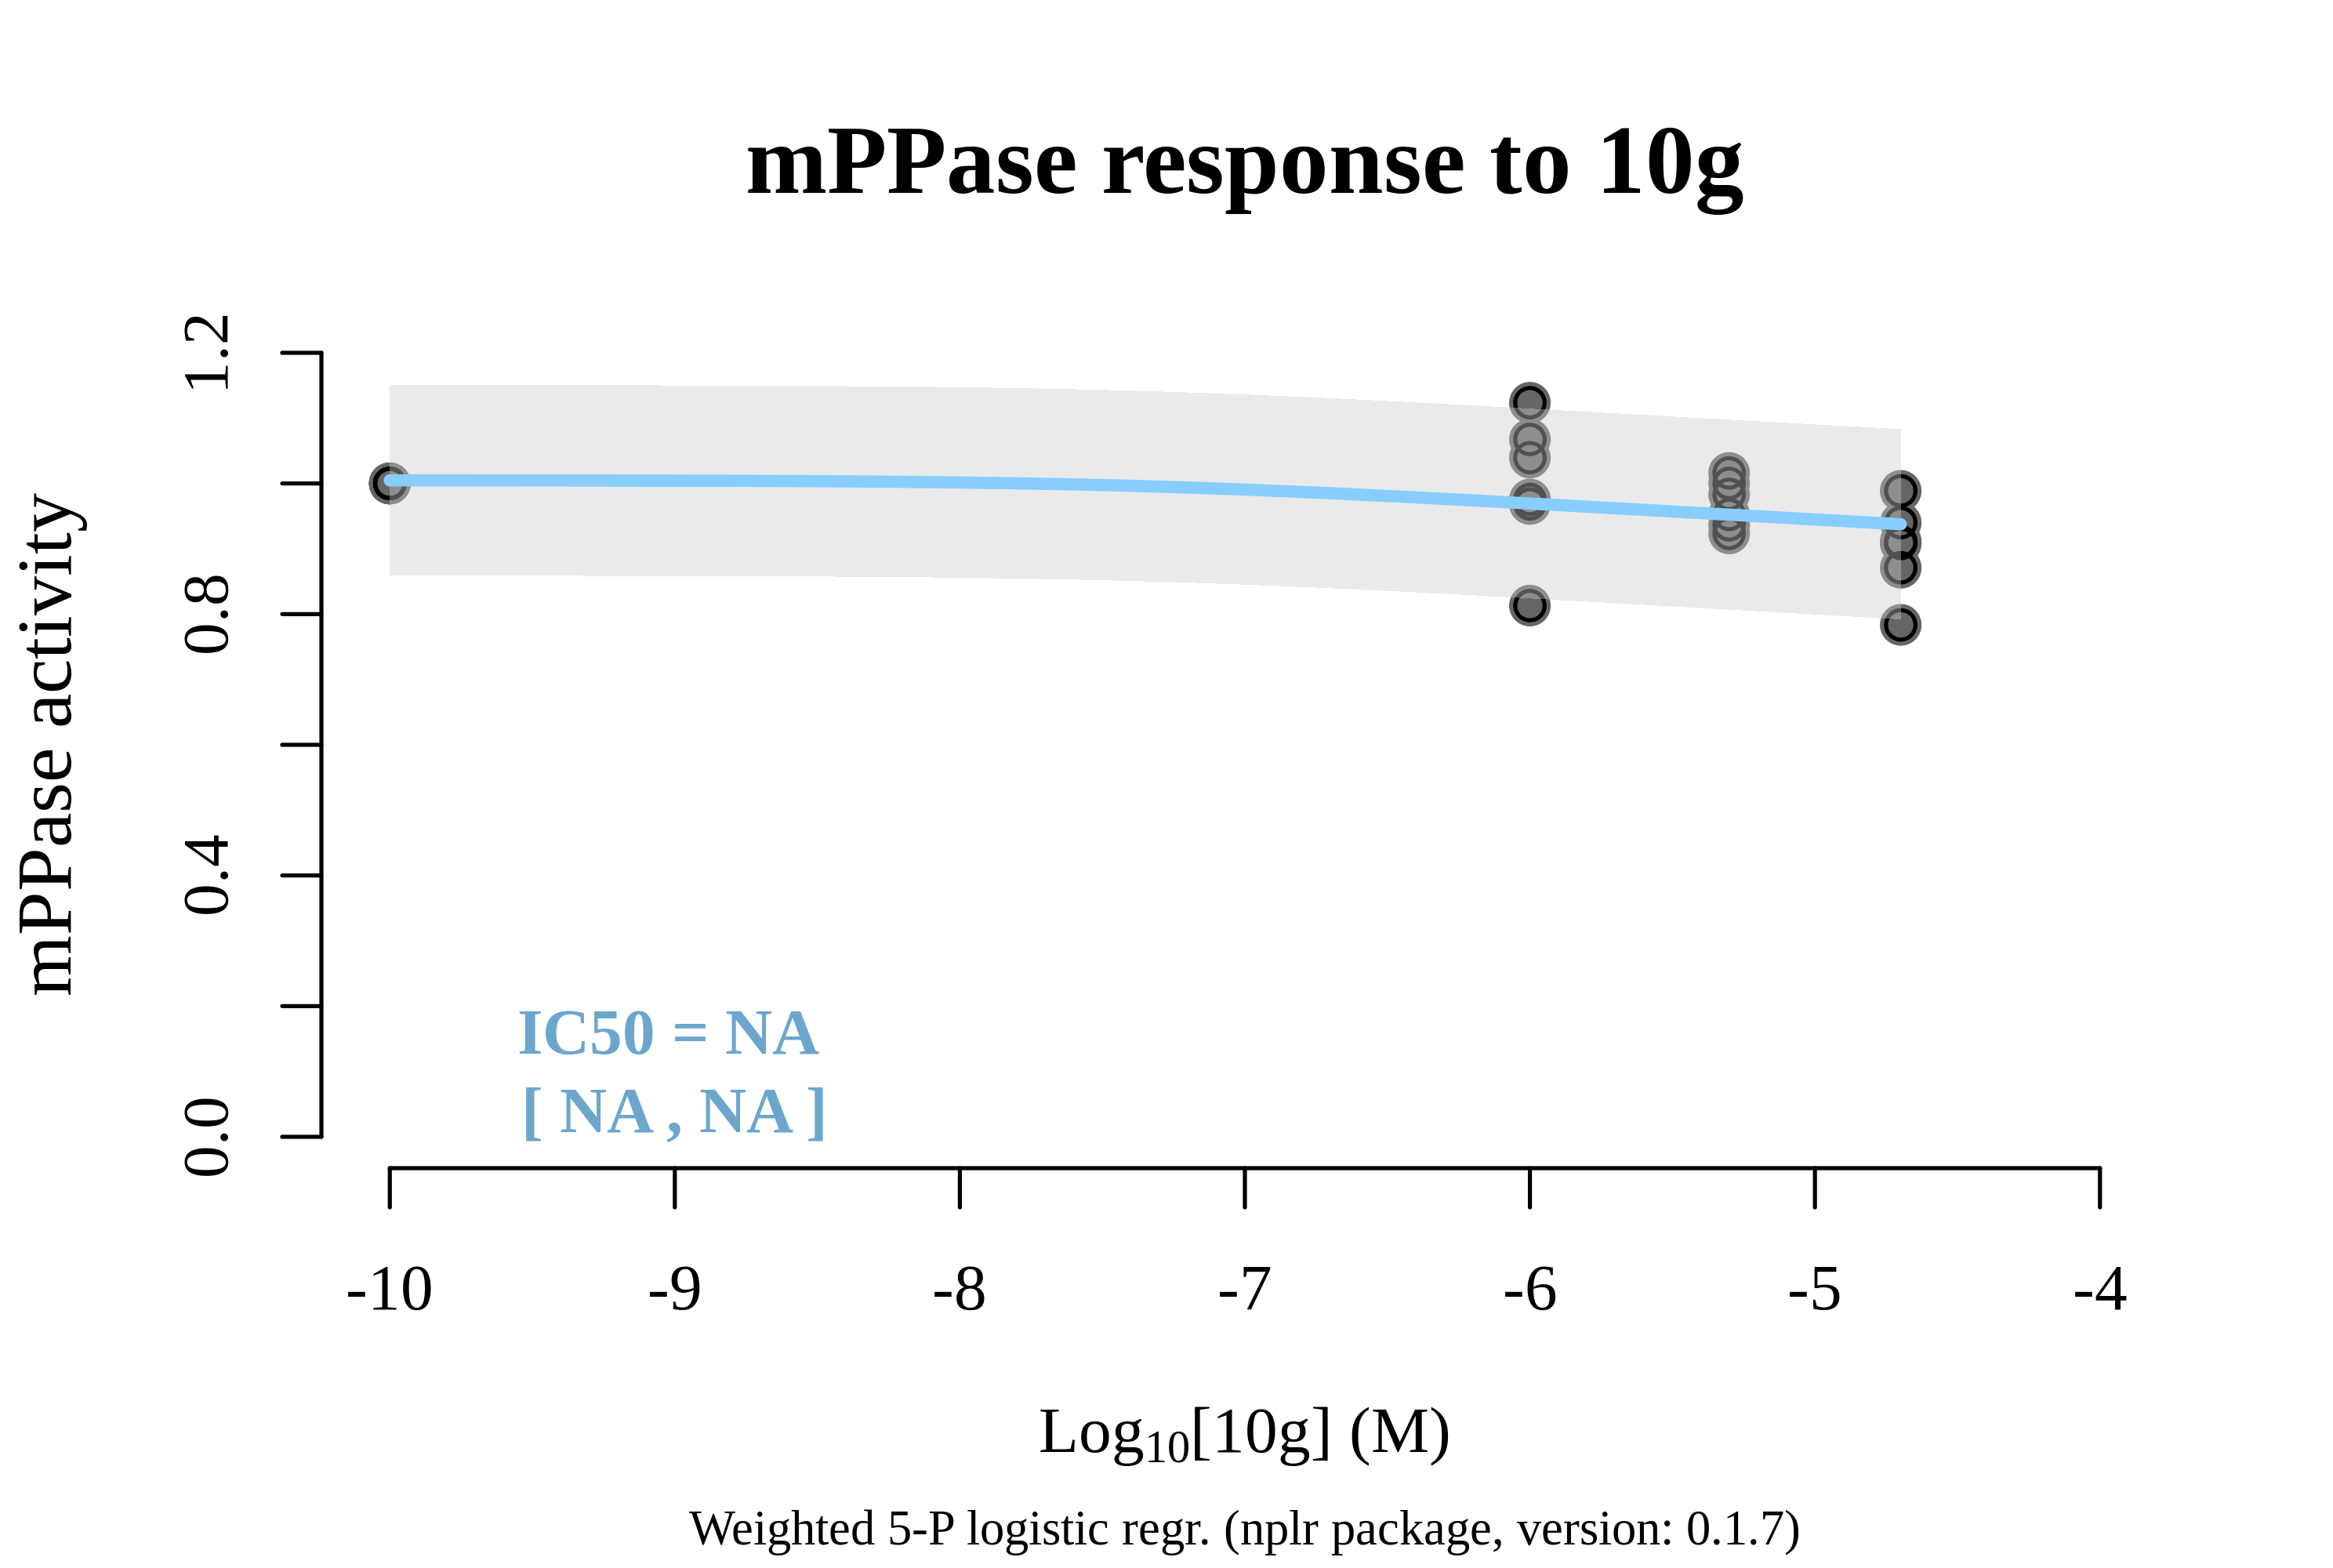 mPPase response to 10g
mPPase activity
1.2
0.8
0.4
0.0
IC50 = NA
[ NA , NA ]
-10 -9 -8 -7 -6 -5 -4
Log₁₀[10g] (M)
Weighted 5-P logistic regr. (nplr package, version: 0.1.7)